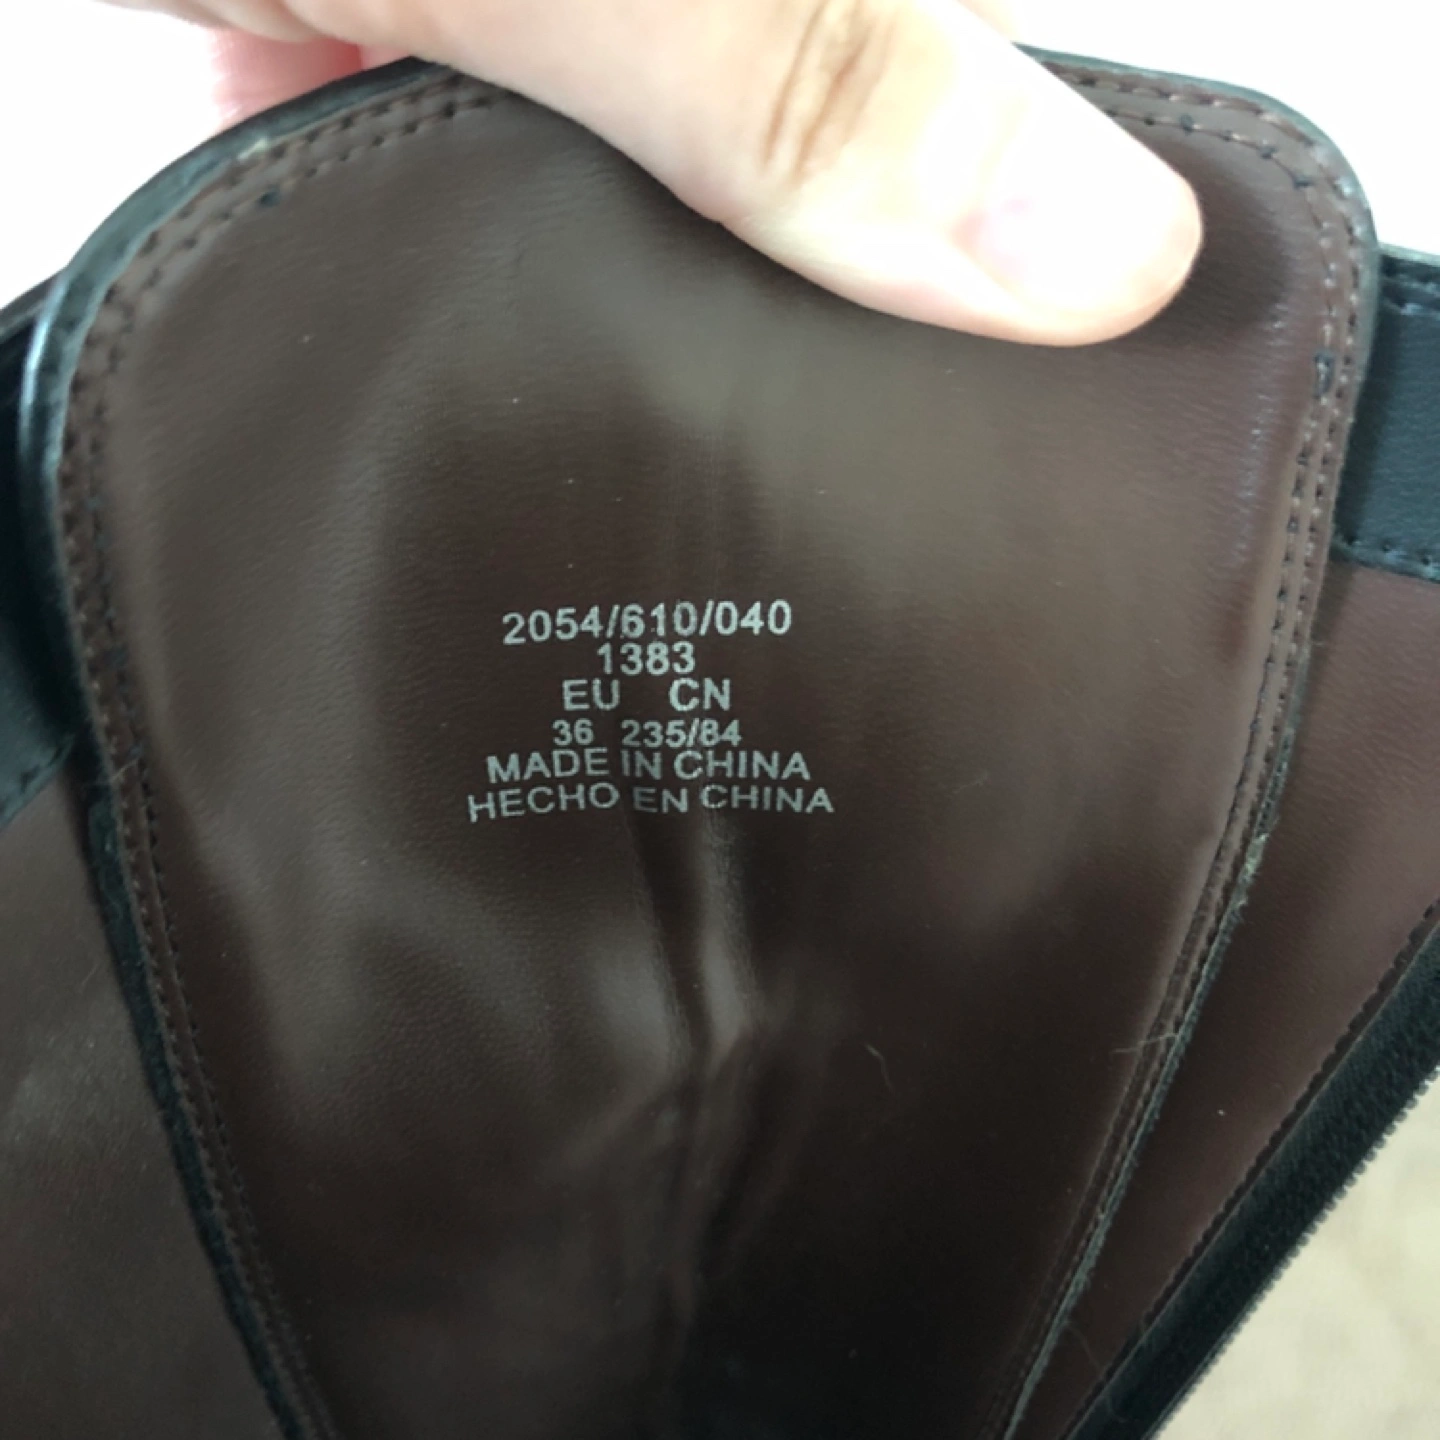 2054/610/040
1383
EU CN
36 235/84
MADE IN CHINA
HECHO EN CHINA